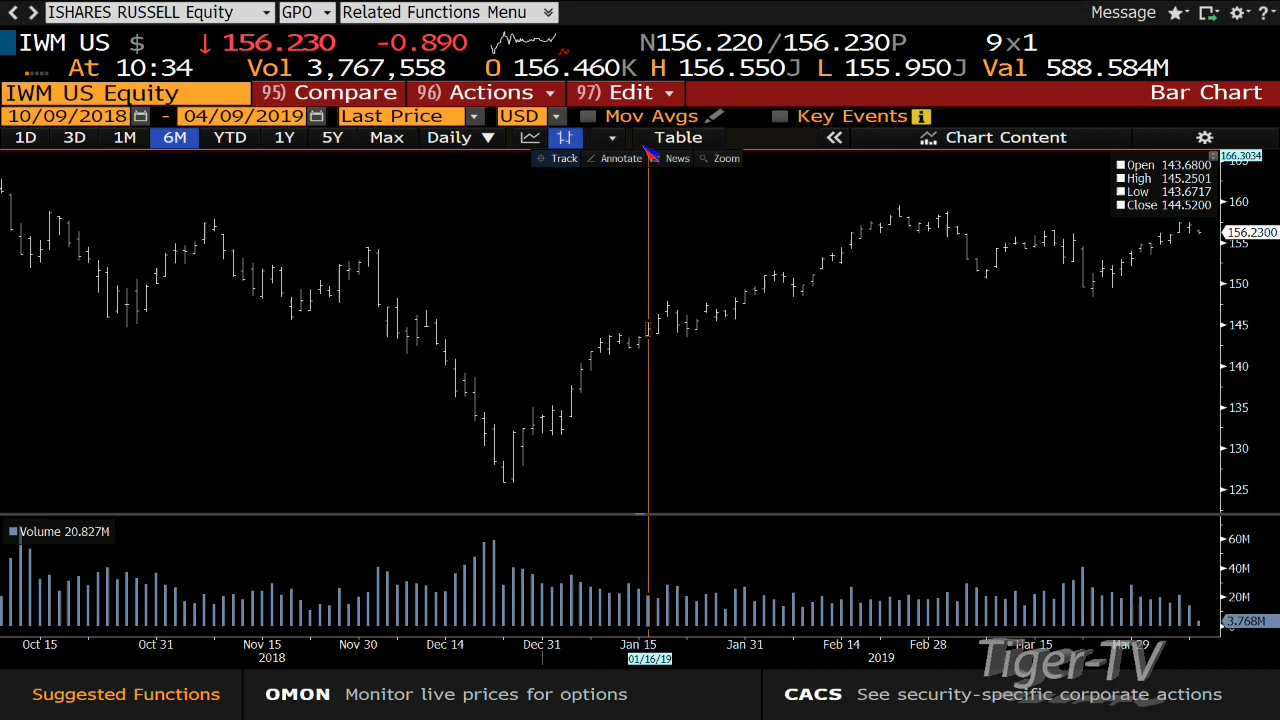 ISHARES RUSSELL Equity GPO Related Functions Menu Message ?
IWM US $ ↓ 156.230 -0.890 N156.220 /156.230P 9x1
At 10:34 Vol 3,767,558 O 156.460K H 156.550J L 155.950J Val 588.584M
IWM US Equity 95) Compare 96) Actions 97) Edit Bar Chart
10/09/2018 - 04/09/2019 Last Price USD Mov Avgs Key Events i
1D 3D 1M 6M YTD 1Y 5Y Max Daily ▼ Table « Chart Content
Track Annotate News Zoom
166.3034
165
Open 143.6800
High 145.2501
Low 143.6717
Close 144.5200
160
156.2300
155
150
145
140
135
130
125
Volume 20.827M
60M
40M
20M
3.768M
0
Oct 15 Oct 31 Nov 15 Nov 30 Dec 14 Dec 31 Jan 15 Jan 31 Feb 14 Feb 28 Mar 15 Mar 29
2018 01/16/19 2019
Tiger-TV
Suggested Functions OMON Monitor live prices for options CACS See security-specific corporate actions